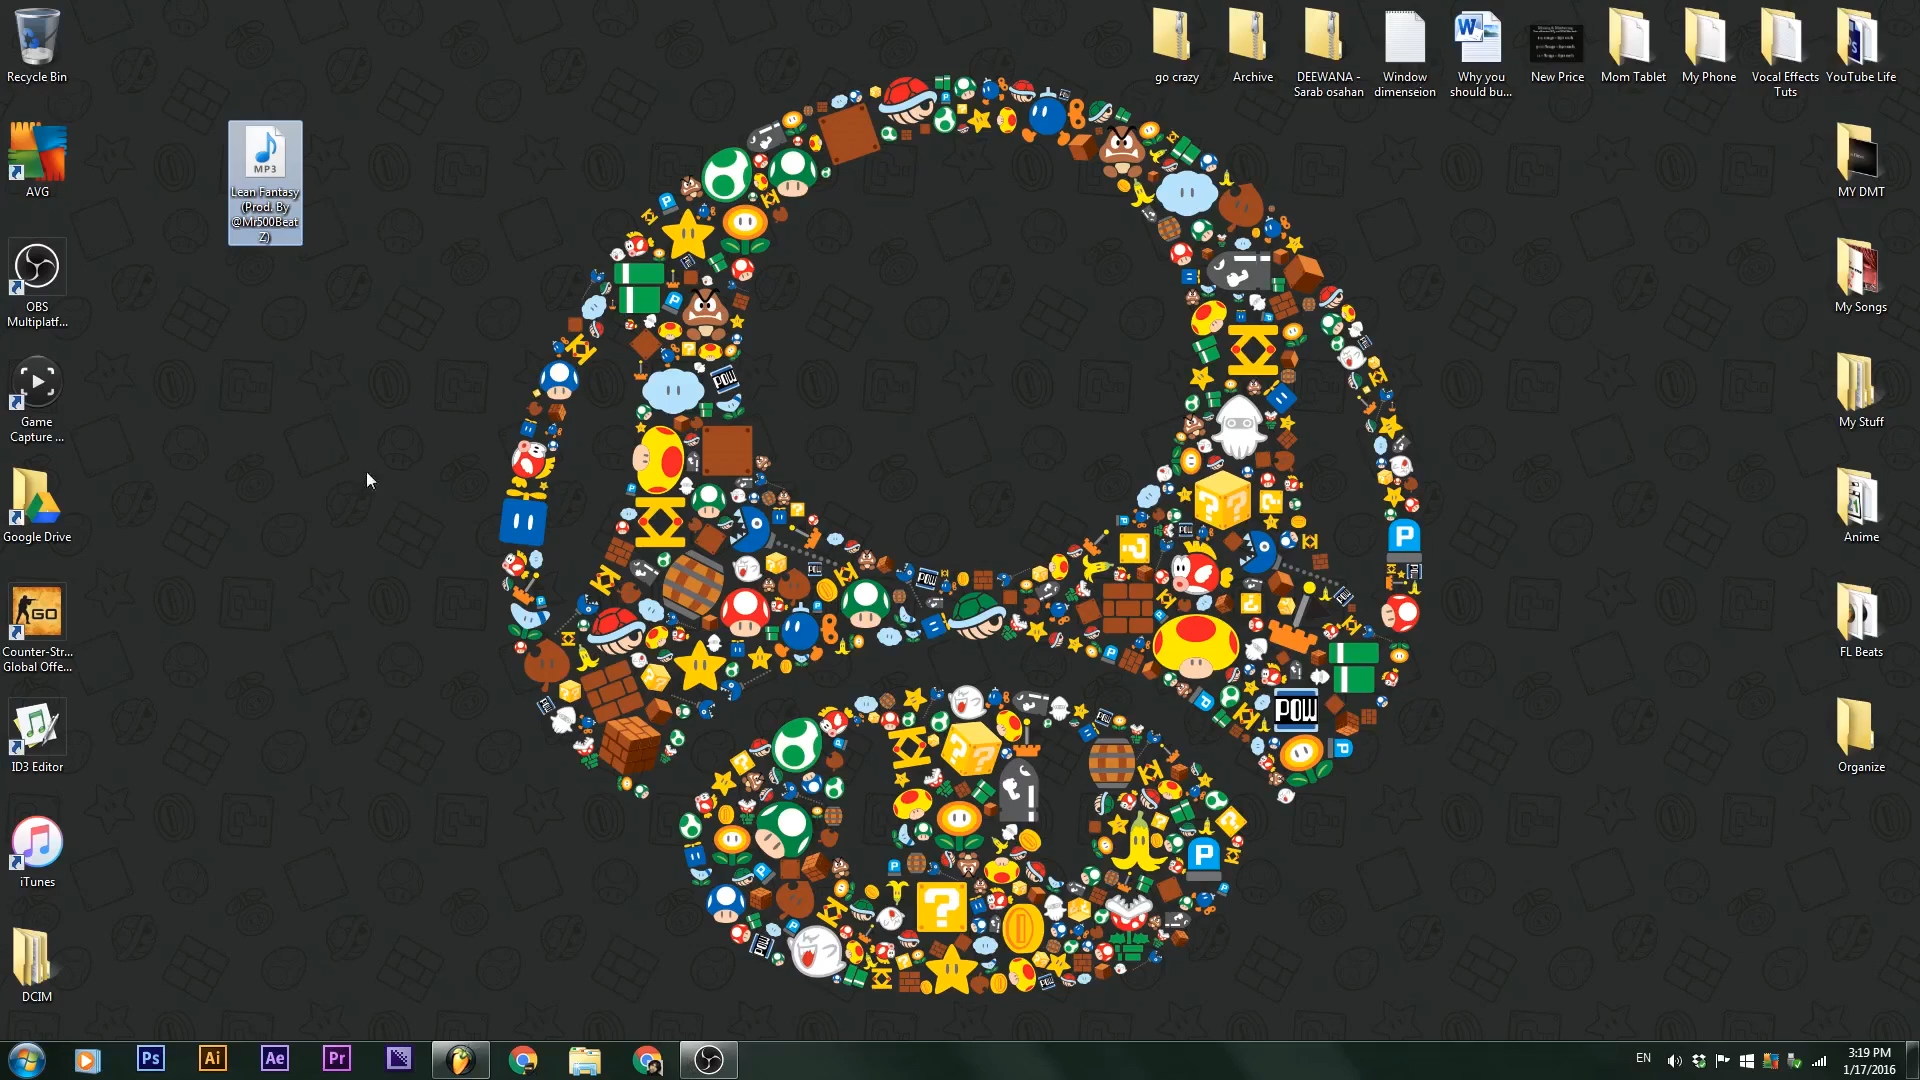 Recycle Bin
AVG
OBS
Multiplatf...
Game
Capture ...
Google Drive
GO
Counter-Str...
Global Offe...
ID3 Editor
iTunes
DCIM
MP3
Lean Fantasy
(Prod. By
@Mr500Beat
Z)
go crazy
Archive
DEEWANA -
Sarab osahan
Window
dimenseion
W
Why you
should bu...
New Price
Mom Tablet
My Phone
Vocal Effects
Tuts
YouTube Life
MY DMT
My Songs
My Stuff
Anime
FL Beats
Organize
POW
P
POW
P
Ps
Ai
Ae
Pr
EN
3:19 PM
1/17/2016